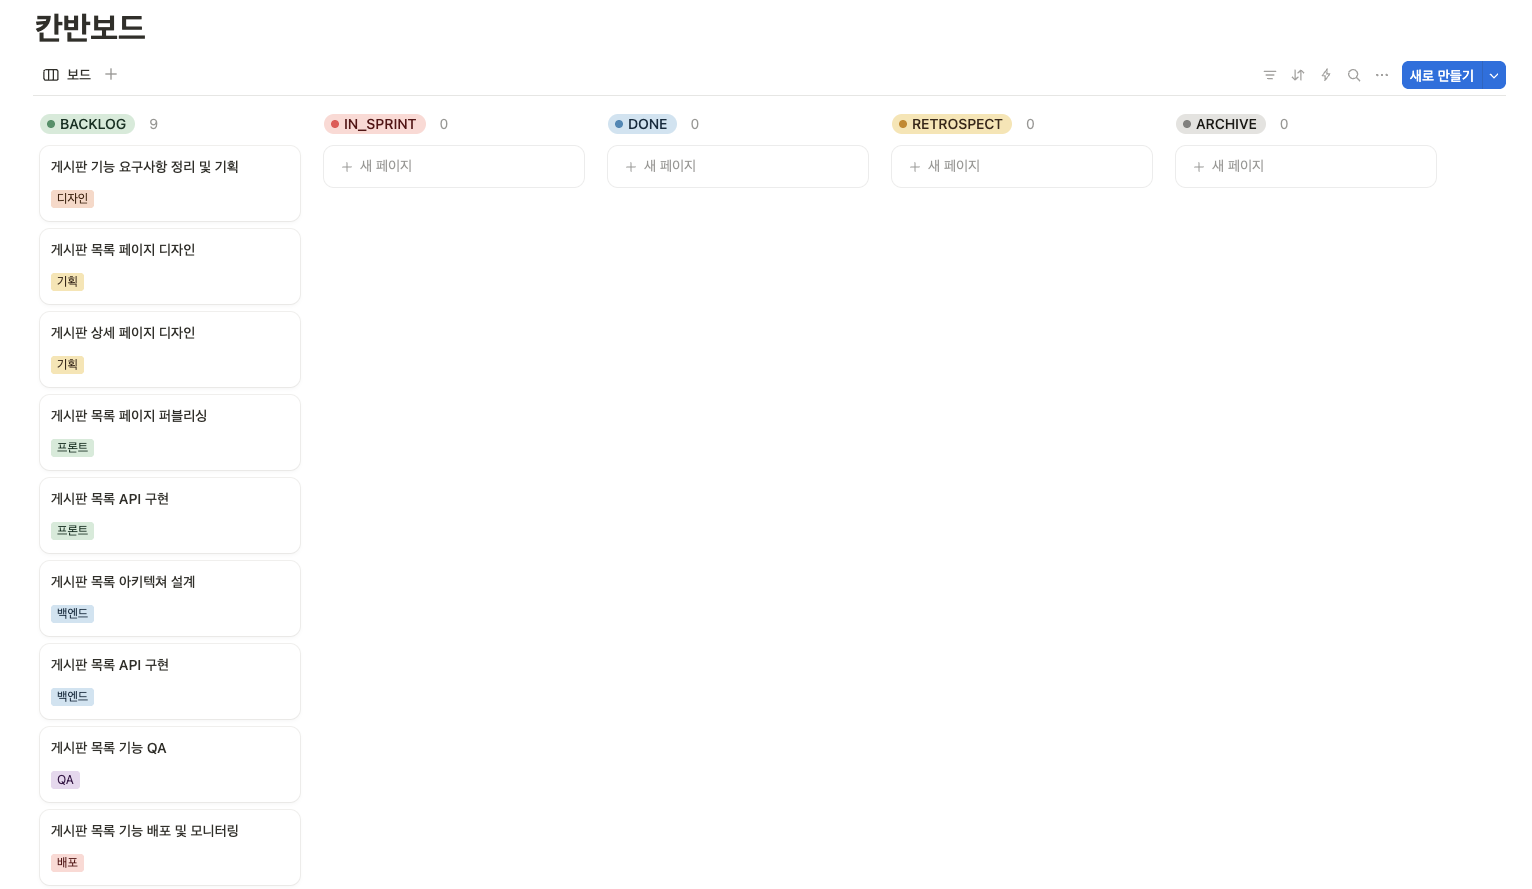 칸반보드
보드
새로 만들기
BACKLOG 9
게시판 기능 요구사항 정리 및 기획
디자인
게시판 목록 페이지 디자인
기획
게시판 상세 페이지 디자인
기획
게시판 목록 페이지 퍼블리싱
프론트
게시판 목록 API 구현
프론트
게시판 목록 아키텍쳐 설계
백엔드
게시판 목록 API 구현
백엔드
게시판 목록 기능 QA
QA
게시판 목록 기능 배포 및 모니터링
배포
IN_SPRINT 0
새 페이지
DONE 0
새 페이지
RETROSPECT 0
새 페이지
ARCHIVE 0
새 페이지